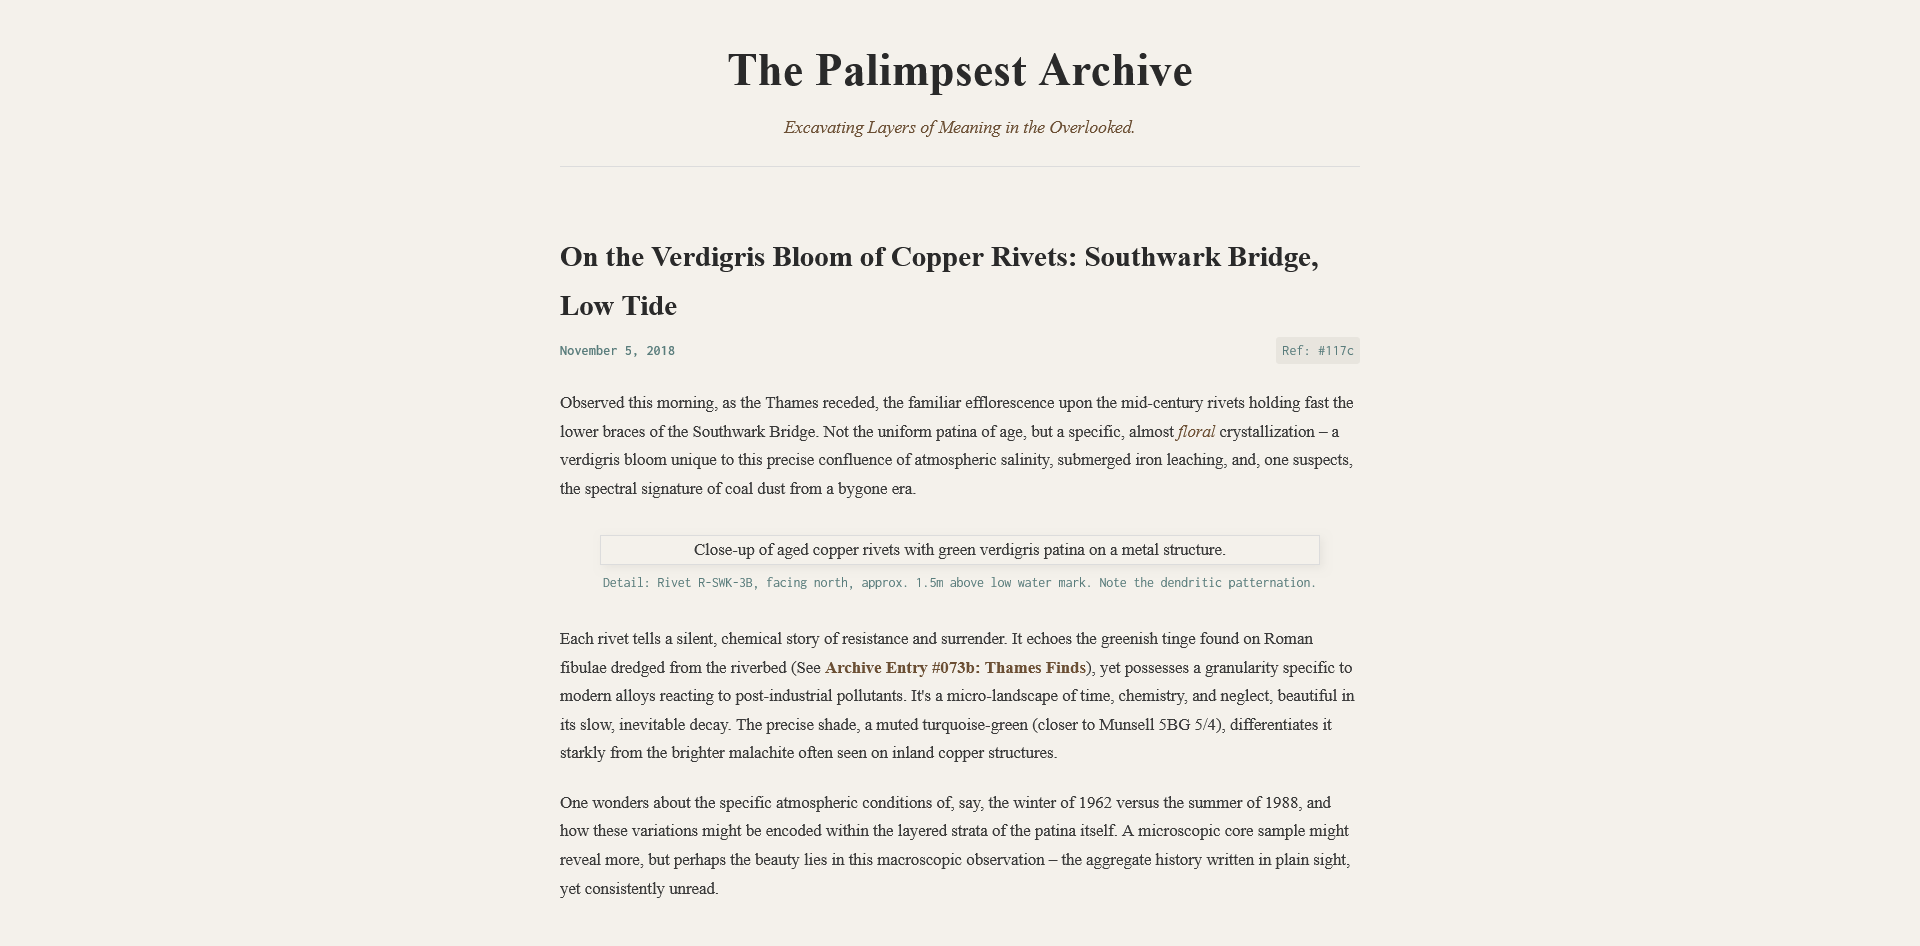 The Palimpsest Archive
Excavating Layers of Meaning in the Overlooked.
On the Verdigris Bloom of Copper Rivets: Southwark Bridge,
Low Tide
November 5, 2018
Ref: #117c
Observed this morning, as the Thames receded, the familiar efflorescence upon the mid-century rivets holding fast the
lower braces of the Southwark Bridge. Not the uniform patina of age, but a specific, almost floral crystallization – a
verdigris bloom unique to this precise confluence of atmospheric salinity, submerged iron leaching, and, one suspects,
the spectral signature of coal dust from a bygone era.
Close-up of aged copper rivets with green verdigris patina on a metal structure.
Detail: Rivet R-SWK-3B, facing north, approx. 1.5m above low water mark. Note the dendritic patternation.
Each rivet tells a silent, chemical story of resistance and surrender. It echoes the greenish tinge found on Roman
fibulae dredged from the riverbed (See Archive Entry #073b: Thames Finds), yet possesses a granularity specific to
modern alloys reacting to post-industrial pollutants. It's a micro-landscape of time, chemistry, and neglect, beautiful in
its slow, inevitable decay. The precise shade, a muted turquoise-green (closer to Munsell 5BG 5/4), differentiates it
starkly from the brighter malachite often seen on inland copper structures.
One wonders about the specific atmospheric conditions of, say, the winter of 1962 versus the summer of 1988, and
how these variations might be encoded within the layered strata of the patina itself. A microscopic core sample might
reveal more, but perhaps the beauty lies in this macroscopic observation – the aggregate history written in plain sight,
yet consistently unread.